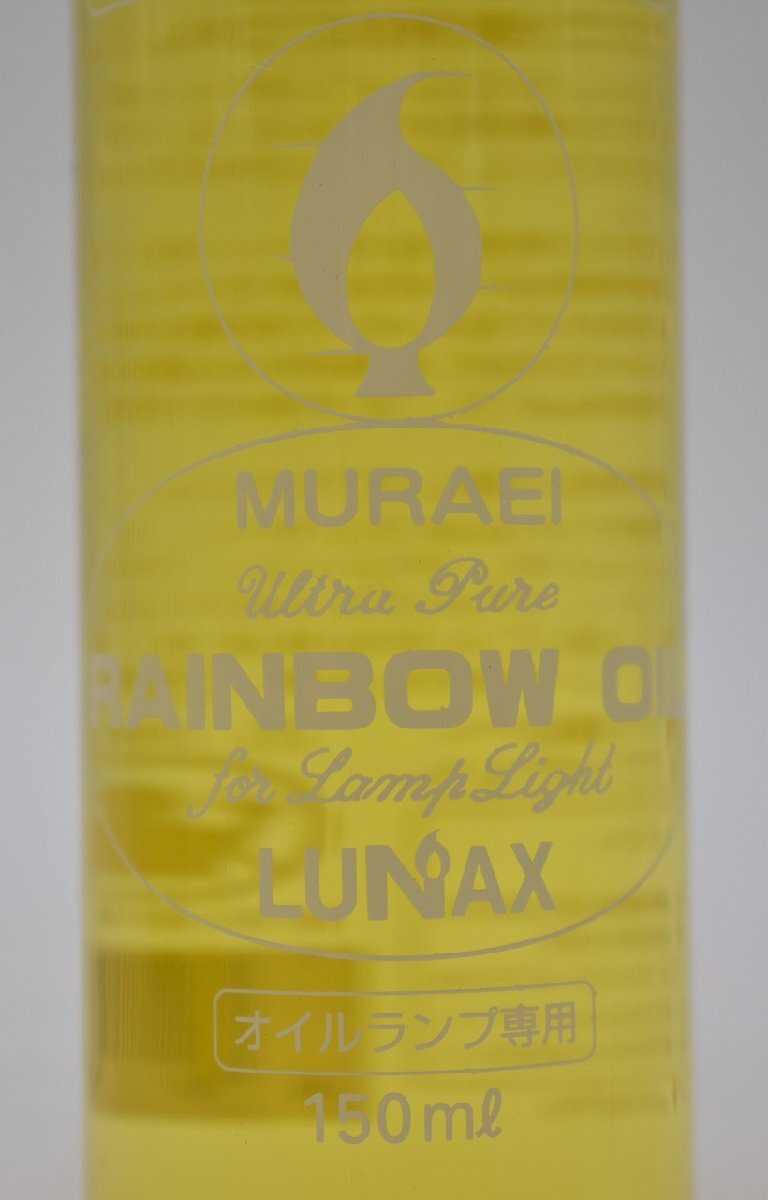 MURAEI
Ultra Pure
RAINBOW OIL
for Lamp Light
LUNAX
オイルランプ専用
150ml